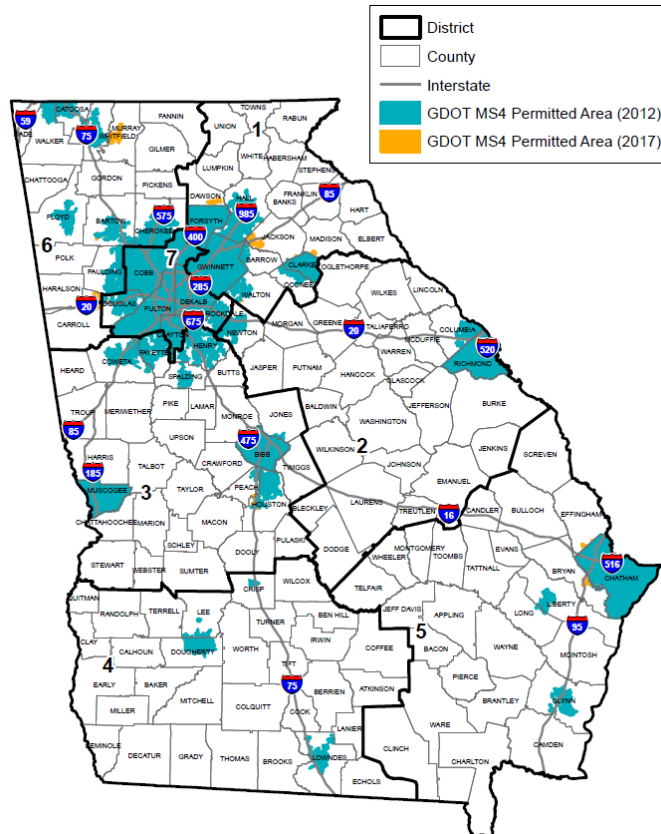 District
County
Interstate
GDOT MS4 Permitted Area (2012)
GDOT MS4 Permitted Area (2017)
TOWNS
RABUN
CATOOSA
FANNIN
UNION
1
59
MURRAY
WHITFIELD
75
WALKER
GILMER
WHITE
HABERSHAM
LUMPKIN
STEPHENS
CHATTOOGA
GORDON
PICKENS
DAWSON
HALL
BANKS
FRANKLIN
85
HART
FLOYD
BARTOW
575
CHEROKEE
FORSYTH
985
JACKSON
MADISON
ELBERT
6
400
POLK
7
BARROW
CLARKE
OGLETHORPE
PAULDING
COBB
GWINNETT
OCONEE
HARALSON
285
WALTON
WILKES
LINCOLN
20
DOUGLAS
FULTON
DEKALB
ROCKDALE
CARROLL
675
CLAYTON
NEWTON
MORGAN
GREENE
20
TALIAFERRO
COLUMBIA
MCDUFFIE
520
FAYETTE
HENRY
WARREN
RICHMOND
COWETA
SPALDING
BUTTS
JASPER
PUTNAM
HANCOCK
GLASCOCK
HEARD
PIKE
LAMAR
MONROE
JONES
BALDWIN
JEFFERSON
BURKE
TROUP
MERIWETHER
WASHINGTON
85
UPSON
475
2
JENKINS
SCREVEN
HARRIS
TALBOT
CRAWFORD
BIBB
TWIGGS
WILKINSON
JOHNSON
185
EMANUEL
MUSCOGEE
3
TAYLOR
PEACH
HOUSTON
BLECKLEY
LAURENS
TREUTLEN
16
CANDLER
BULLOCH
EFFINGHAM
CHATTAHOOCHEE
MARION
MACON
SCHLEY
PULASKI
DODGE
MONTGOMERY
WHEELER
TOOMBS
EVANS
516
STEWART
WEBSTER
SUMTER
DOOLY
TATTNALL
BRYAN
CHATHAM
TELFAIR
QUITMAN
RANDOLPH
TERRELL
LEE
CRISP
WILCOX
JEFF DAVIS
APPLING
LONG
LIBERTY
TURNER
BEN HILL
5
95
CLAY
CALHOUN
DOUGHERTY
WORTH
IRWIN
COFFEE
BACON
WAYNE
MCINTOSH
4
TIFT
EARLY
BAKER
MITCHELL
75
BERRIEN
ATKINSON
PIERCE
COLQUITT
COOK
BRANTLEY
GLYNN
MILLER
LANIER
WARE
CLINCH
CAMDEN
SEMINOLE
DECATUR
GRADY
THOMAS
BROOKS
LOWNDES
ECHOLS
CHARLTON